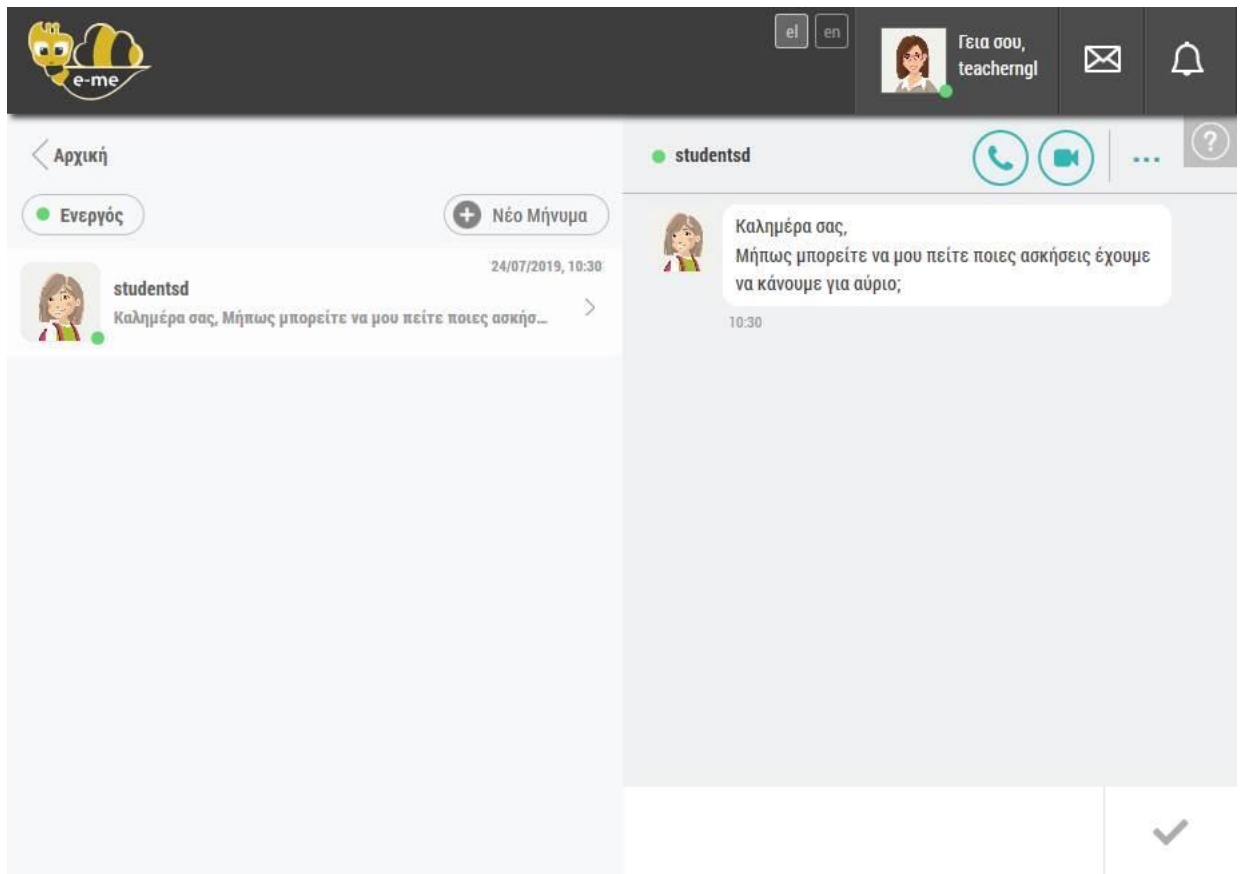 e-me
el en
Γεια σου,
teacherngl
Αρχική
Ενεργός
Νέο Μήνυμα
24/07/2019, 10:30
studentsd
Καλημέρα σας, Μήπως μπορείτε να μου πείτε ποιες ασκήσ...
studentsd
...
?
Καλημέρα σας,
Μήπως μπορείτε να μου πείτε ποιες ασκήσεις έχουμε
να κάνουμε για αύριο;
10:30